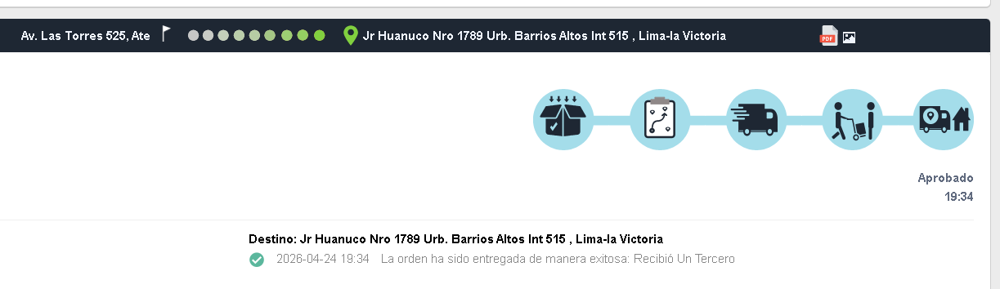 Av. Las Torres 525, Ate
Jr Huanuco Nro 1789 Urb. Barrios Altos Int 515 , Lima-la Victoria
PDF
Aprobado
19:34
Destino: Jr Huanuco Nro 1789 Urb. Barrios Altos Int 515 , Lima-la Victoria
2026-04-24 19:34 La orden ha sido entregada de manera exitosa: Recibió Un Tercero